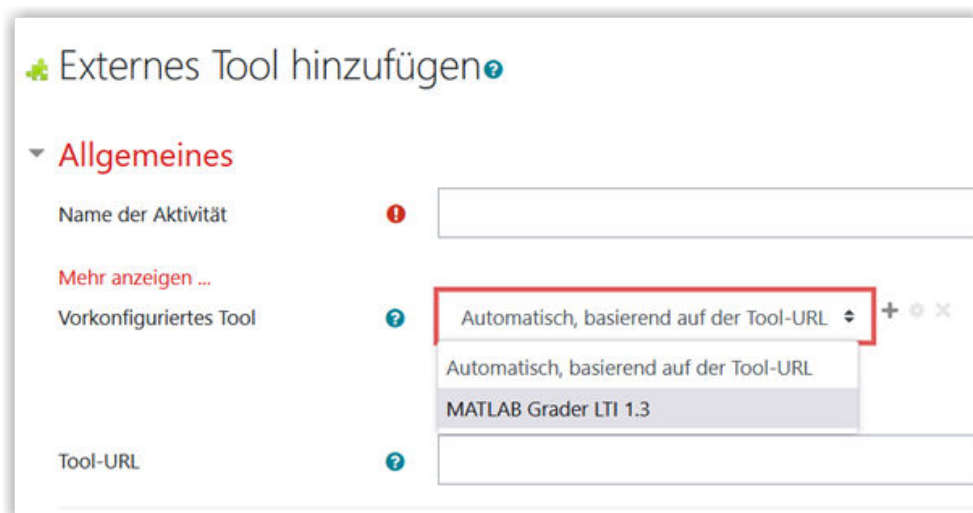 Externes Tool hinzufügen
Allgemeines
Name der Aktivität
Mehr anzeigen ...
Vorkonfiguriertes Tool
Automatisch, basierend auf der Tool-URL
Automatisch, basierend auf der Tool-URL
MATLAB Grader LTI 1.3
Tool-URL